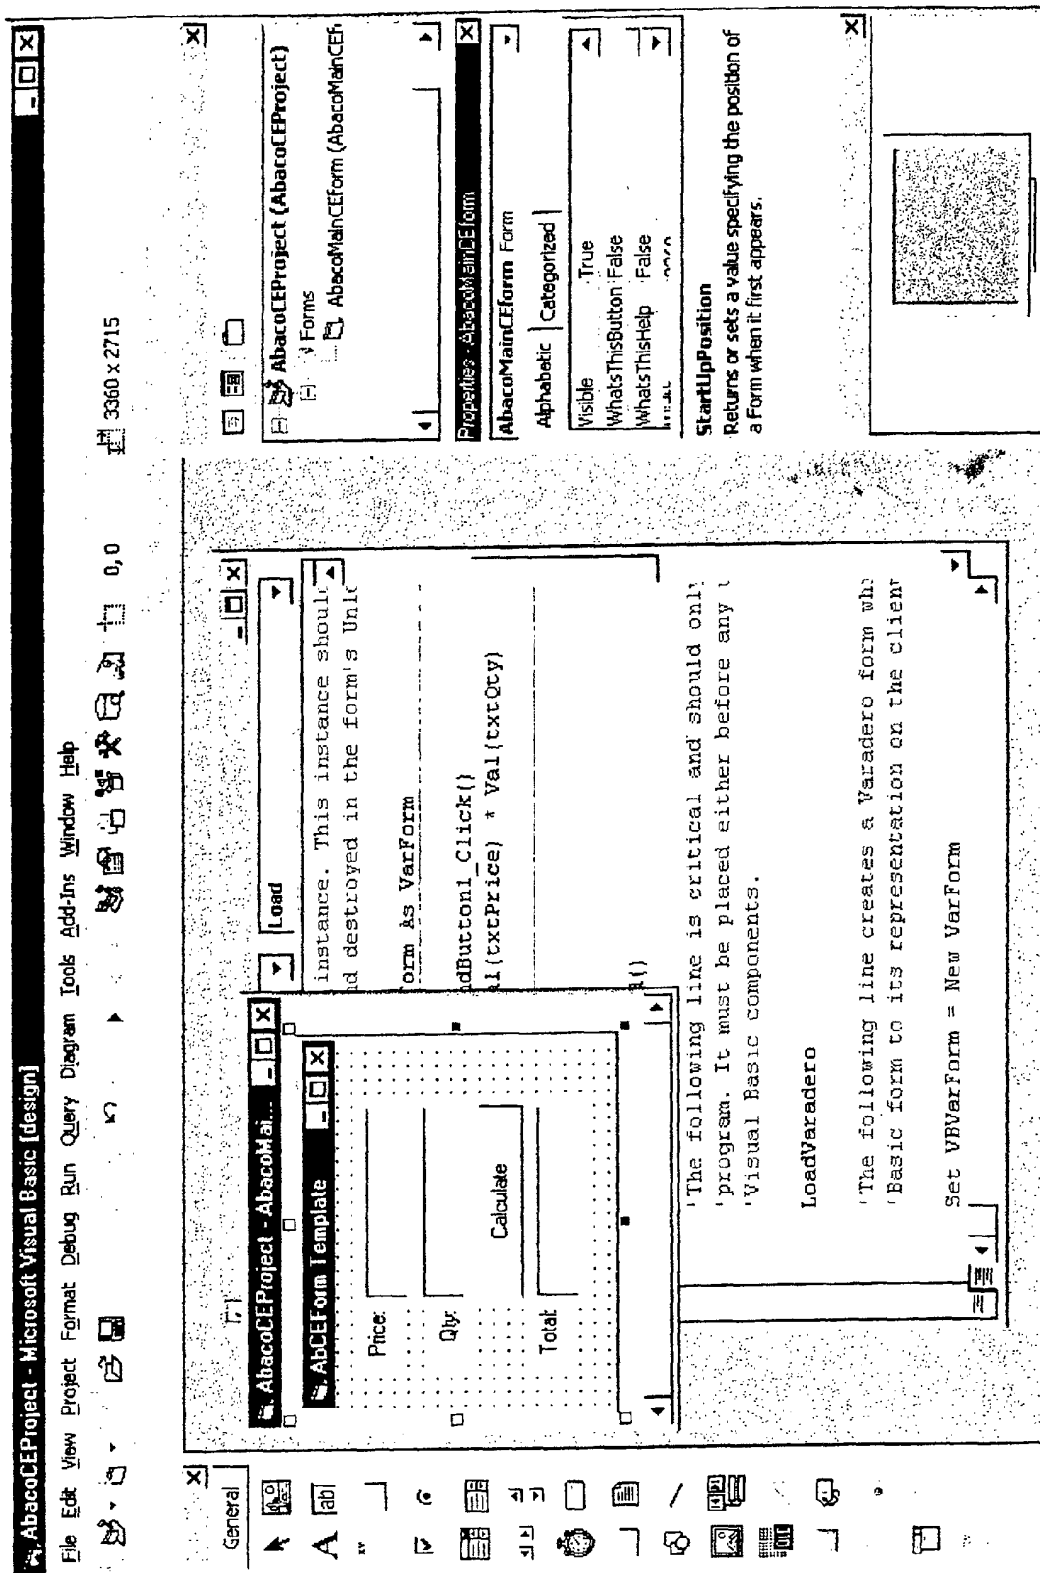 AbacoCEProject - Microsoft Visual Basic [design]
File Edit View Project Format Debug Run Query Diagram Tools Add-Ins Window Help
0,0
3360 x 2715
General
A
abl
AbacoCEProject - AbacoMai...
AbCEForm Template
Price:
Qty:
Calculate
Total:
Load
instance. This instance should
destroyed in the form's
Form As VarForm
ndButton1_Click()
al(txtPrice) * Val(txtQty)
'The following line is critical and should only
'program. It must be placed either before any
'Visual Basic components.
LoadVaradero
'The following line creates a Varadero form
'Basic form to its representation on the client
Set VBVarForm = New VarForm
AbacoCEProject (AbacoCEProject)
Forms
AbacoMainCEform (AbacoMainCEf
Properties - AbacoMainCEform
AbacoMainCEform Form
Alphabetic Categorized
Visible True
WhatsThisButton False
WhatsThisHelp False
StartUpPosition
Returns or sets a value specifying the position of
a Form when it first appears.